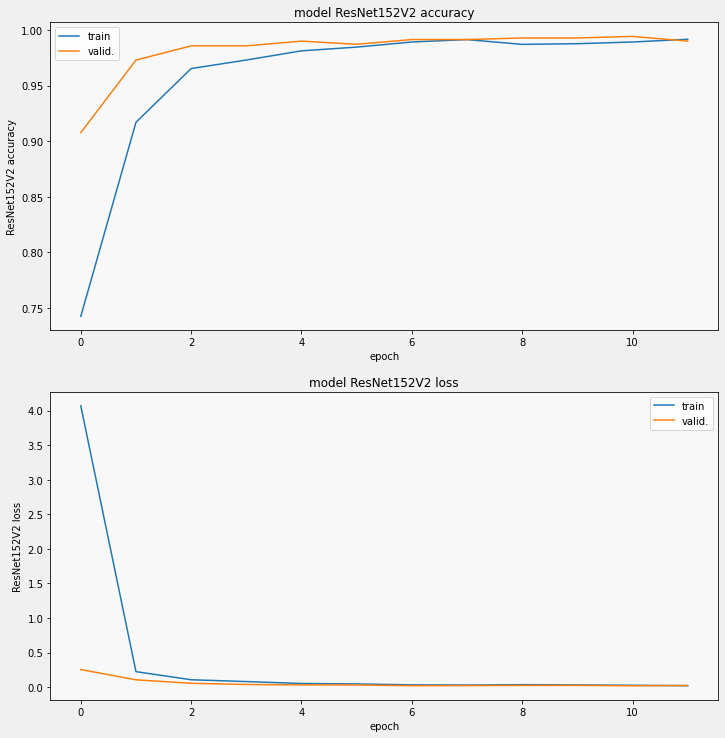 model ResNet152V2 accuracy
train
valid.
1.00
0.95
0.90
0.85
0.80
0.75
ResNet152V2 accuracy
0 2 4 6 8 10
epoch
model ResNet152V2 loss
train
valid.
4.0
3.5
3.0
2.5
2.0
1.5
1.0
0.5
0.0
ResNet152V2 loss
0 2 4 6 8 10
epoch